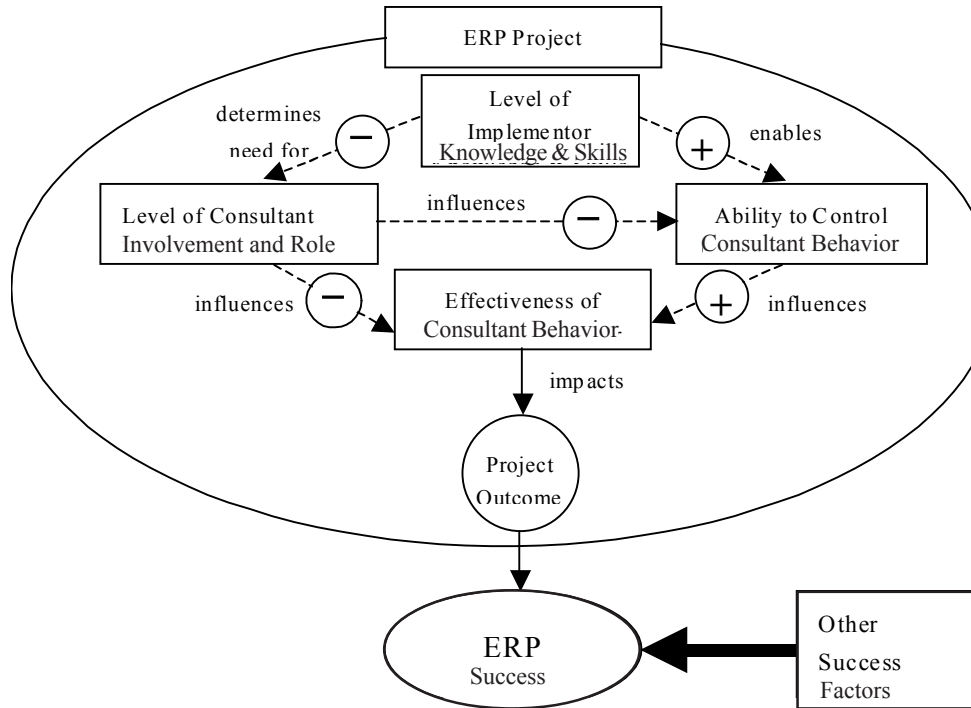 ERP Project
Level of
Implementor
Knowledge & Skills
determines
need for
−
+
enables
Level of Consultant
Involvement and Role
influences
−
Ability to Control
Consultant Behavior
influences
−
Effectiveness of
Consultant Behavior-
+
influences
impacts
Project
Outcome
ERP
Success
Other
Success
Factors